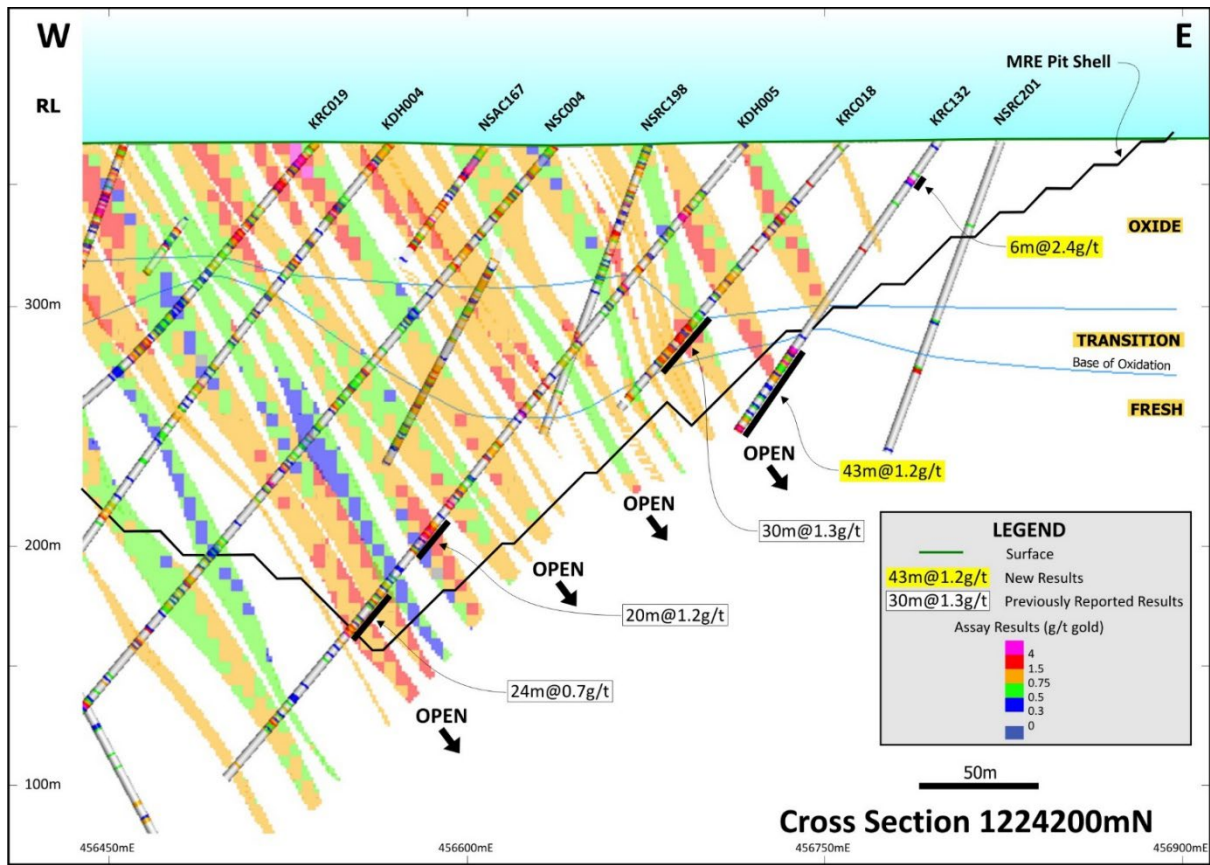 W
E
MRE Pit Shell
RL
KRC019
KDH004
NSAC167
NSC004
NSRC198
KDH005
KRC018
KRC132
NSRC201
OXIDE
6m@2.4g/t
300m
TRANSITION
Base of Oxidation
FRESH
OPEN
43m@1.2g/t
OPEN
30m@1.3g/t
200m
OPEN
20m@1.2g/t
24m@0.7g/t
OPEN
100m
LEGEND
Surface
43m@1.2g/t New Results
30m@1.3g/t Previously Reported Results
Assay Results (g/t gold)
4
1.5
0.75
0.5
0.3
0
50m
Cross Section 1224200mN
456450mE 456600mE 456750mE 456900mE